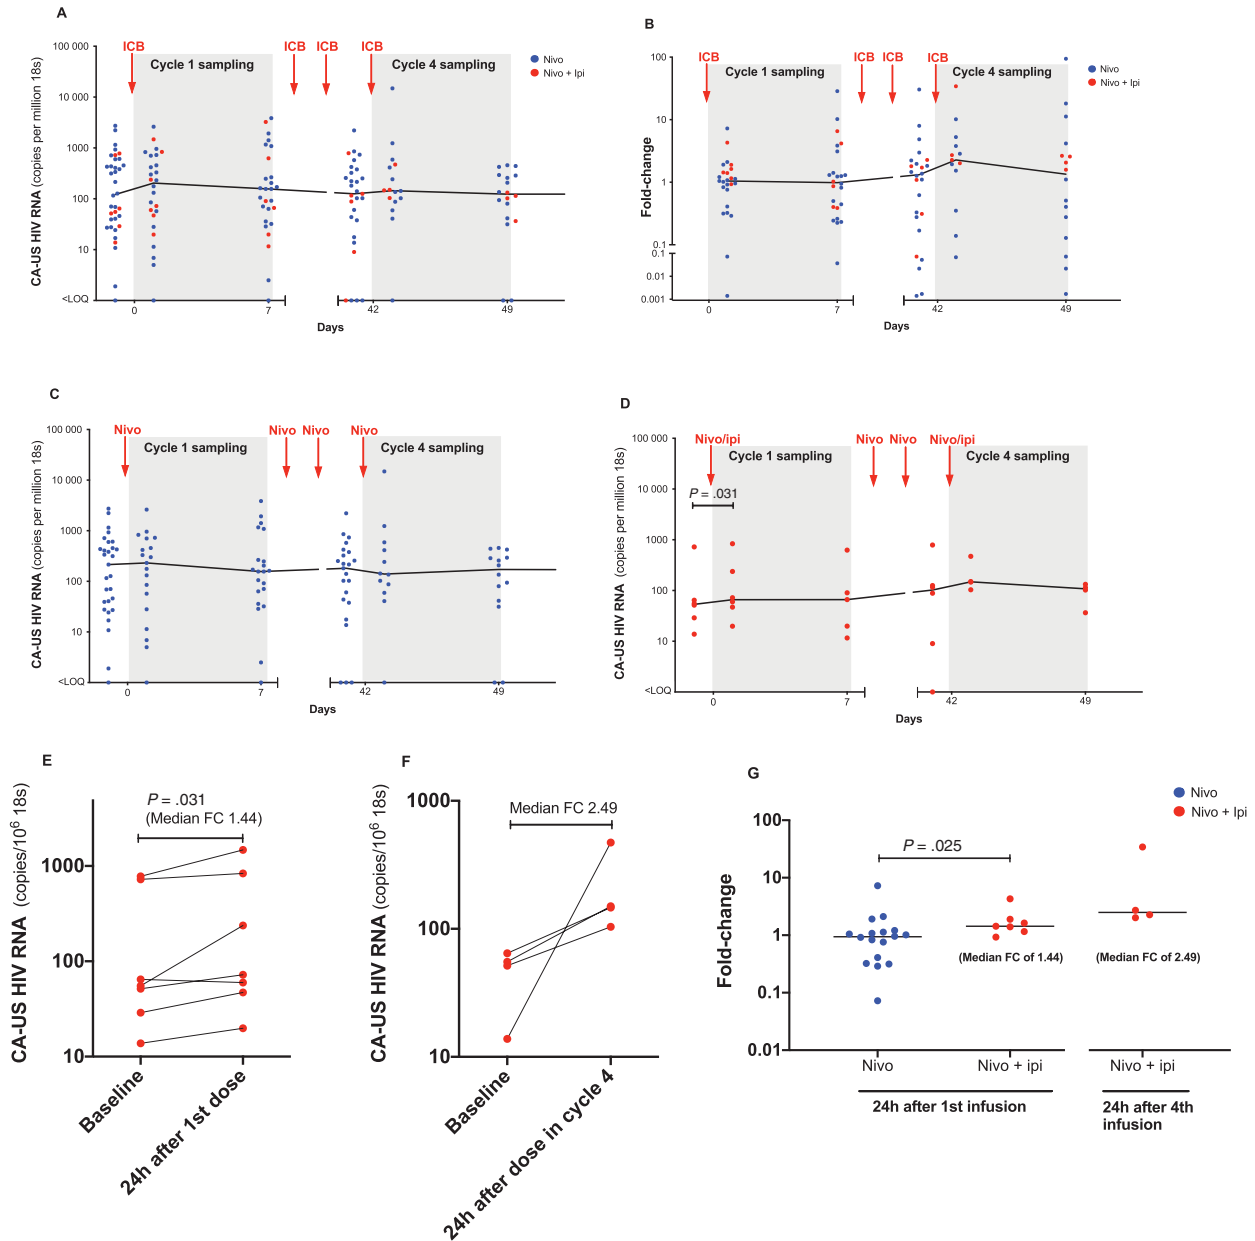 A
ICB ICB ICB ICB
Cycle 1 sampling
Cycle 4 sampling
Nivo
Nivo + Ipi
CA-US HIV RNA (copies per million 18s)
100 000
10 000
1000
100
10
<LOQ
0 7 42 49
Days
B
ICB ICB ICB ICB
Cycle 1 sampling
Cycle 4 sampling
Nivo
Nivo + Ipi
Fold-change
100
10
1
0.1
0.1
0.01
0.001
0 7 42 49
Days
C
Nivo Nivo Nivo Nivo
Cycle 1 sampling
Cycle 4 sampling
CA-US HIV RNA (copies per million 18s)
100 000
10 000
1000
100
10
<LOQ
0 7 42 49
Days
D
Nivo/ipi Nivo Nivo Nivo/ipi
Cycle 1 sampling
Cycle 4 sampling
P = .031
CA-US HIV RNA (copies per million 18s)
100 000
10 000
1000
100
10
<LOQ
0 7 42 49
Days
E
P = .031
(Median FC 1.44)
CA-US HIV RNA (copies/10⁶ 18s)
1000
100
10
Baseline
24h after 1st dose
F
Median FC 2.49
CA-US HIV RNA (copies/10⁶ 18s)
1000
100
10
Baseline
24h after dose in cycle 4
G
Nivo
Nivo + Ipi
P = .025
Fold-change
100
10
1
0.1
0.01
(Median FC of 1.44)
(Median FC of 2.49)
Nivo Nivo + ipi Nivo + ipi
24h after 1st infusion
24h after 4th
infusion